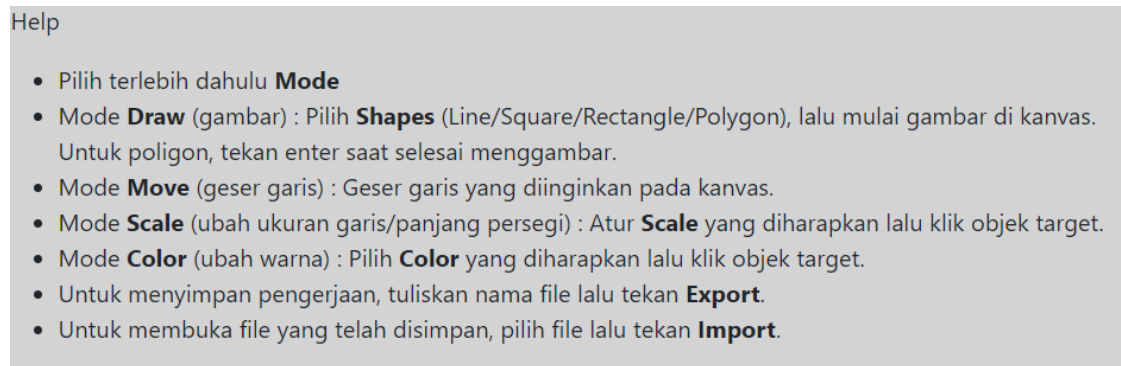 Help
• Pilih terlebih dahulu Mode
• Mode Draw (gambar) : Pilih Shapes (Line/Square/Rectangle/Polygon), lalu mulai gambar di kanvas.
Untuk poligon, tekan enter saat selesai menggambar.
• Mode Move (geser garis) : Geser garis yang diinginkan pada kanvas.
• Mode Scale (ubah ukuran garis/panjang persegi) : Atur Scale yang diharapkan lalu klik objek target.
• Mode Color (ubah warna) : Pilih Color yang diharapkan lalu klik objek target.
• Untuk menyimpan pengerjaan, tuliskan nama file lalu tekan Export.
• Untuk membuka file yang telah disimpan, pilih file lalu tekan Import.